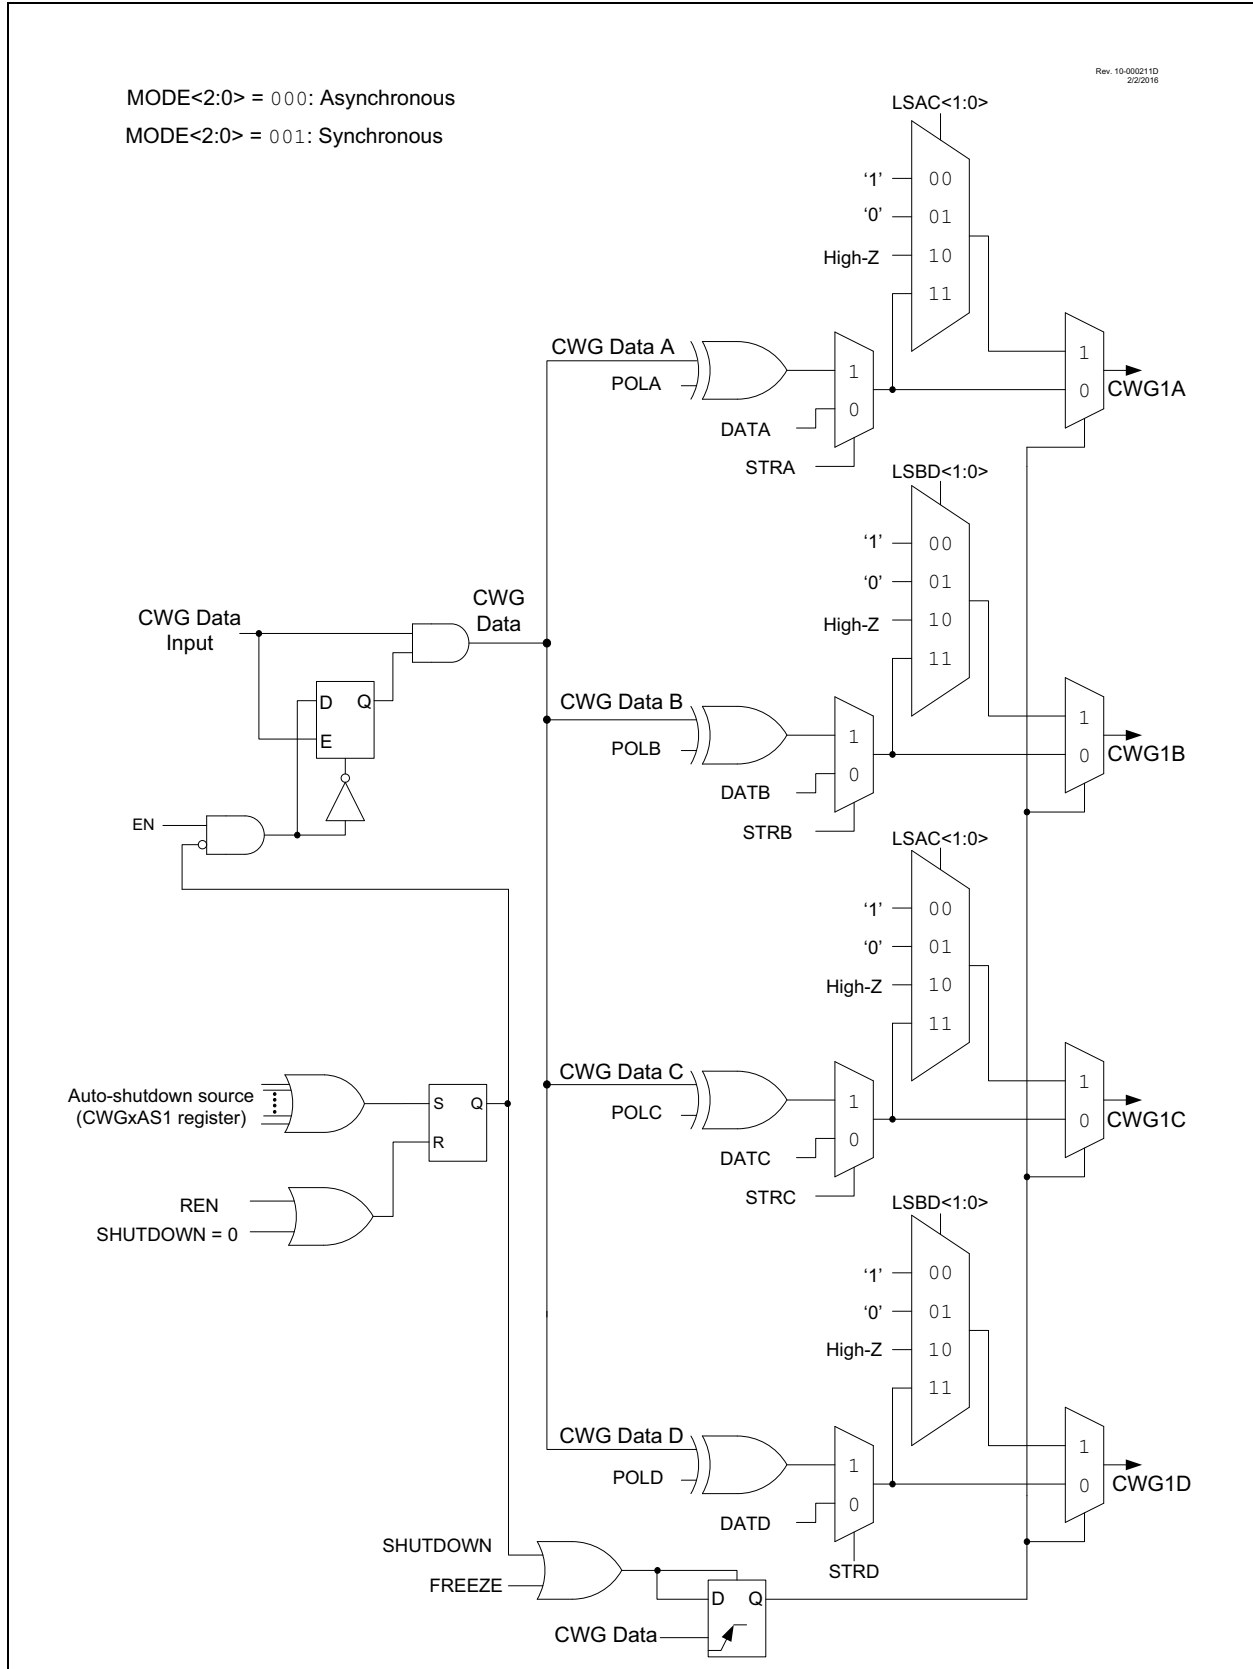 Rev. 10-000211D
2/2/2016
MODE<2:0> = 000: Asynchronous
MODE<2:0> = 001: Synchronous
LSAC<1:0>
'1'
00
'0'
01
High-Z
10
11
CWG Data A
POLA
1
0
DATA
STRA
1
0
CWG1A
LSBD<1:0>
'1'
00
'0'
01
High-Z
10
11
CWG Data
Input
CWG
Data
D
Q
E
EN
CWG Data B
POLB
1
0
DATB
STRB
1
0
CWG1B
LSAC<1:0>
'1'
00
'0'
01
High-Z
10
11
CWG Data C
POLC
1
0
DATC
STRC
1
0
CWG1C
Auto-shutdown source
(CWGxAS1 register)
S
Q
R
REN
SHUTDOWN = 0
LSBD<1:0>
'1'
00
'0'
01
High-Z
10
11
CWG Data D
POLD
1
0
DATD
STRD
1
0
CWG1D
SHUTDOWN
FREEZE
D
Q
CWG Data